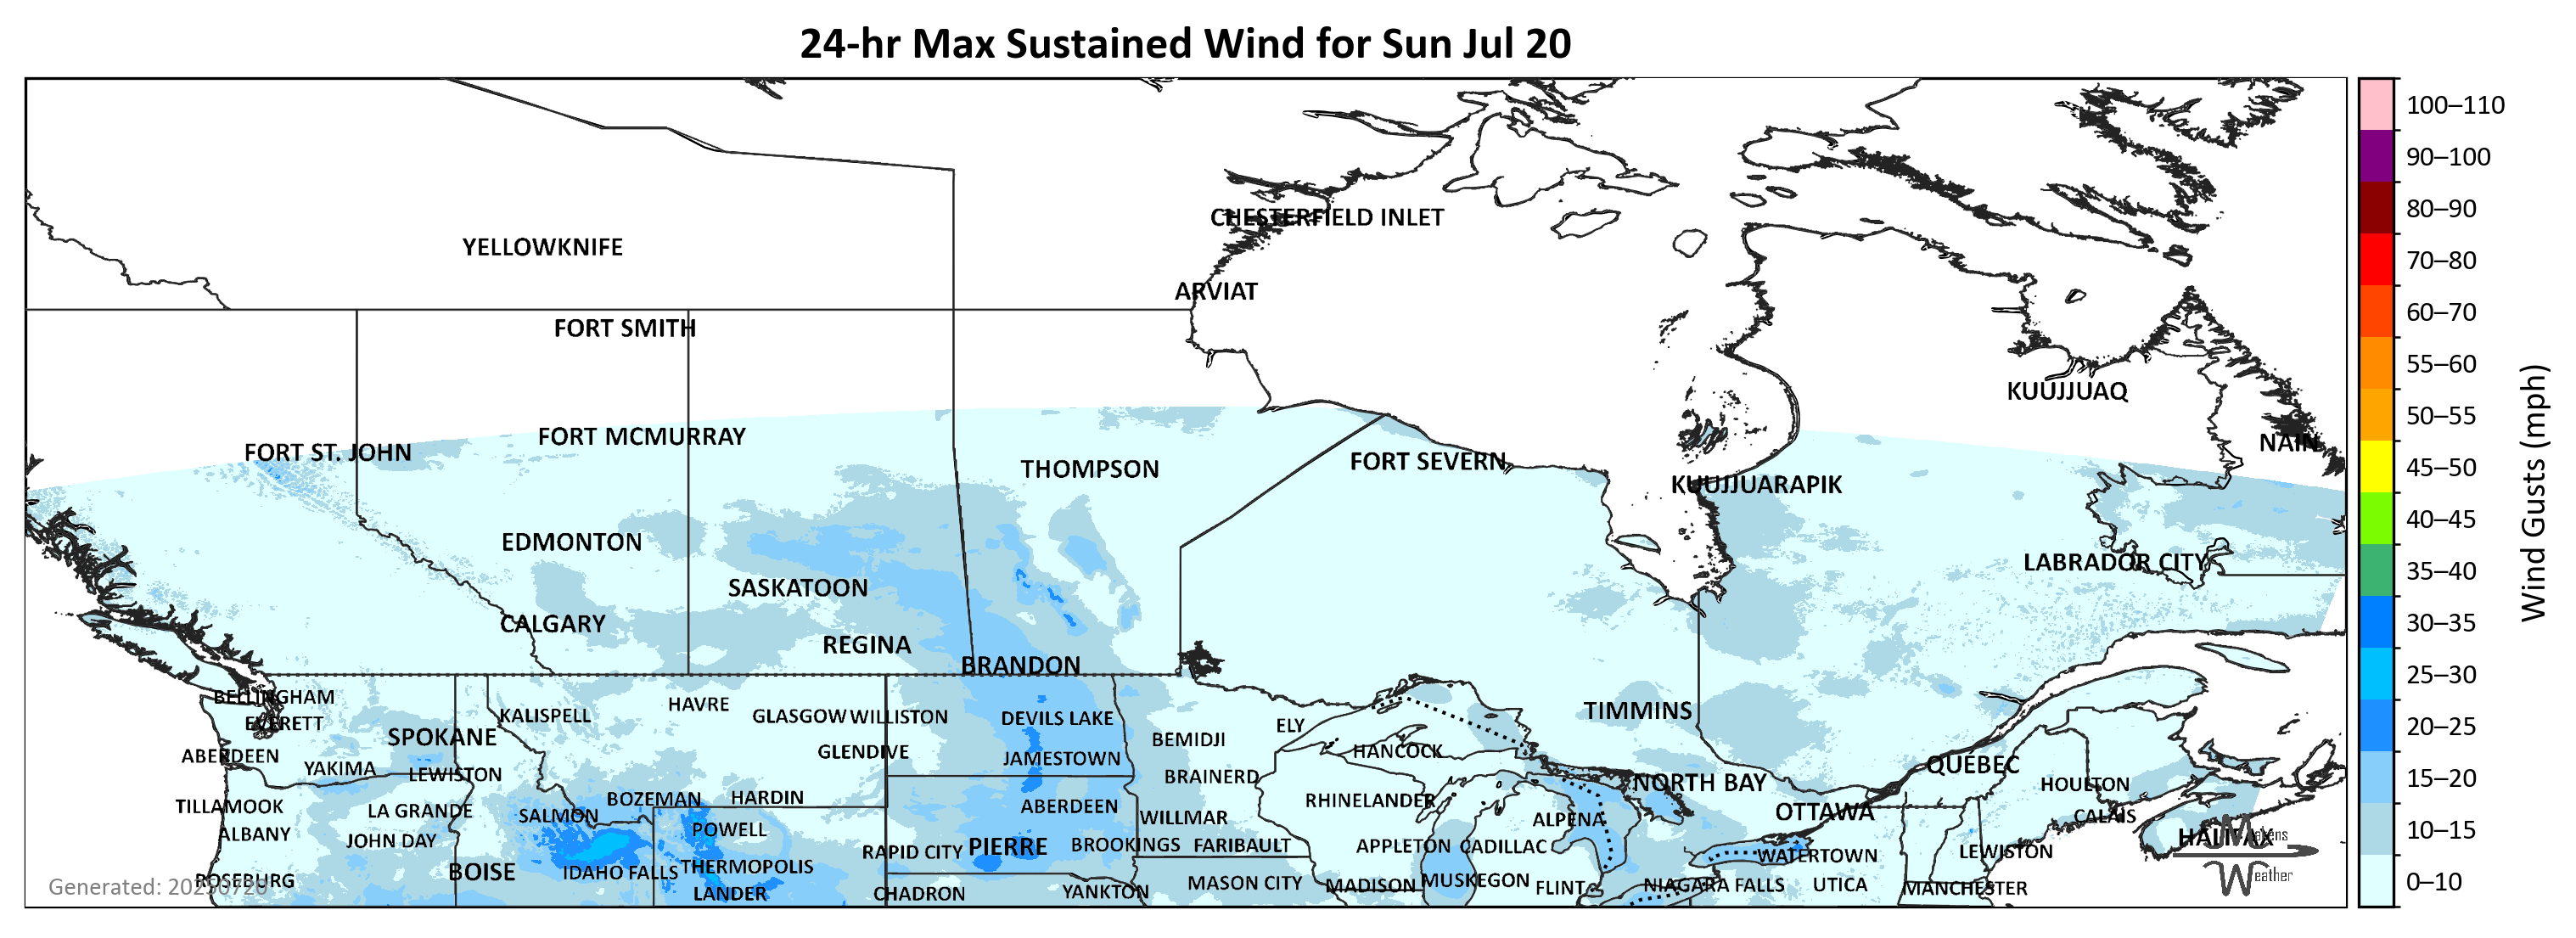 24-hr Max Sustained Wind for Sun Jul 20
100–110
90–100
80–90
70–80
60–70
55–60
50–55
45–50
40–45
35–40
30–35
25–30
20–25
15–20
10–15
0–10
Wind Gusts (mph)
CHESTERFIELD INLET
YELLOWKNIFE
ARVIAT
FORT SMITH
KUUJJUAQ
FORT MCMURRAY
NAIN
FORT ST. JOHN
FORT SEVERN
THOMPSON
KUUJJUARAPIK
EDMONTON
LABRADOR CITY
SASKATOON
CALGARY
REGINA
BRANDON
BELLINGHAM
HAVRE
TIMMINS
KALISPELL
GLASGOW
WILLISTON
DEVILS LAKE
EVERETT
ELY
SPOKANE
BEMIDJI
GLENDIVE
HANCOCK
ABERDEEN
JAMESTOWN
QUÉBEC
YAKIMA
LEWISTON
BRAINERD
NORTH BAY
HOULTON
BOZEMAN
HARDIN
RHINELANDER
TILLAMOOK
ABERDEEN
LA GRANDE
OTTAWA
SALMON
WILLMAR
CALAIS
ALPENA
POWELL
ALBANY
HALIFAX
Makens
JOHN DAY
PIERRE
BROOKINGS
FARIBAULT
APPLETON
CADILLAC
RAPID CITY
LEWISTON
WATERTOWN
THERMOPOLIS
BOISE
IDAHO FALLS
Weather
ROSEBURG
MUSKEGON
MASON CITY
MADISON
NIAGARA FALLS
UTICA
Generated: 20250720
FLINT
MANCHESTER
LANDER
CHADRON
YANKTON